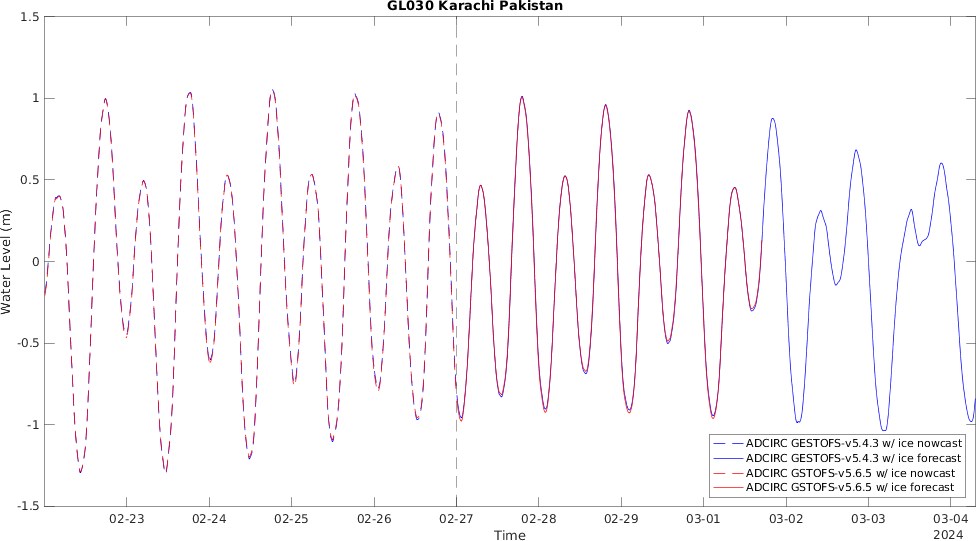 GL030 Karachi Pakistan
1.5
1
0.5
0
-0.5
-1
-1.5
Water Level (m)
ADCIRC GESTOFS-v5.4.3 w/ ice nowcast
ADCIRC GESTOFS-v5.4.3 w/ ice forecast
ADCIRC GSTOFS-v5.6.5 w/ ice nowcast
ADCIRC GSTOFS-v5.6.5 w/ ice forecast
02-23 02-24 02-25 02-26 02-27 02-28 02-29 03-01 03-02 03-03 03-04
Time
2024